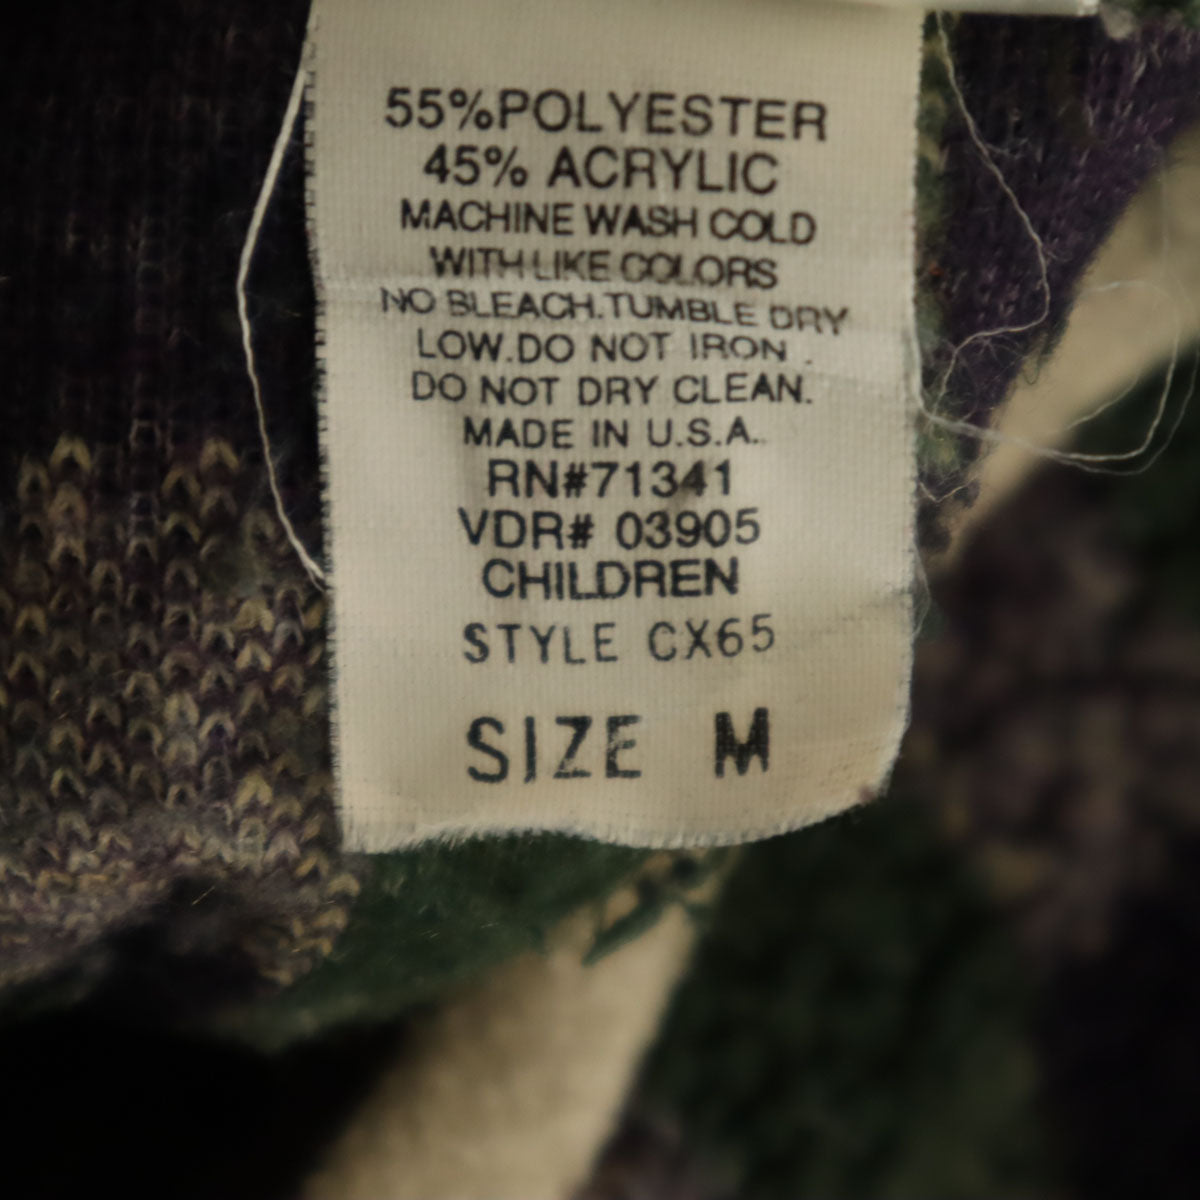 55%POLYESTER
45% ACRYLIC
MACHINE WASH COLD
WITH LIKE COLORS
NO BLEACH.TUMBLE DRY
LOW.DO NOT IRON .
DO NOT DRY CLEAN.
MADE IN U.S.A..
RN#71341
VDR# 03905
CHILDREN
STYLE CX65
SIZE M